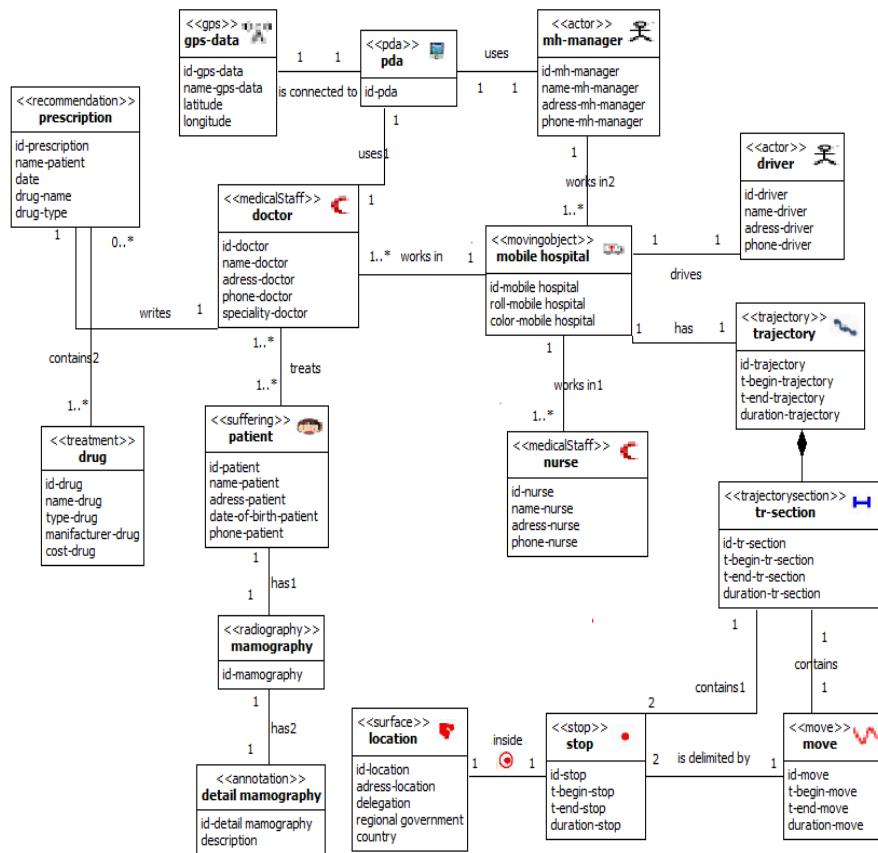 <<gps>>
gps-data
id-gps-data
name-gps-data
latitude
longitude
1
1
is connected to
<<pda>>
pda
id-pda
uses
1
1
<<actor>>
mh-manager
id-mh-manager
name-mh-manager
adress-mh-manager
phone-mh-manager
<<recommendation>>
prescription
id-prescription
name-patient
date
drug-name
drug-type
1
uses1
1
1
works in2
1..*
<<actor>>
driver
id-driver
name-driver
adress-driver
phone-driver
<<medicalStaff>>
doctor
id-doctor
name-doctor
adress-doctor
phone-doctor
speciality-doctor
1
0..*
writes
1
1..*
works in
1
<<movingobject>>
mobile hospital
id-mobile hospital
roll-mobile hospital
color-mobile hospital
1
1
drives
1
has
1
<<trajectory>>
trajectory
id-trajectory
t-begin-trajectory
t-end-trajectory
duration-trajectory
contains2
1..*
1..*
treats
1..*
1
works in1
1..*
<<treatment>>
drug
id-drug
name-drug
type-drug
manifacturer-drug
cost-drug
<<suffering>>
patient
id-patient
name-patient
adress-patient
date-of-birth-patient
phone-patient
<<medicalStaff>>
nurse
id-nurse
name-nurse
adress-nurse
phone-nurse
<<trajectorysection>>
tr-section
id-tr-section
t-begin-tr-section
t-end-tr-section
duration-tr-section
1
has1
1
<<radiography>>
mamography
id-mamography
1
has2
1
1
contains1
2
1
contains
1
<<annotation>>
detail mamography
id-detail mamography
description
<<surface>>
location
id-location
adress-location
delegation
regional government
country
inside
1
1
<<stop>>
stop
id-stop
t-begin-stop
t-end-stop
duration-stop
2
is delimited by
1
<<move>>
move
id-move
t-begin-move
t-end-move
duration-move